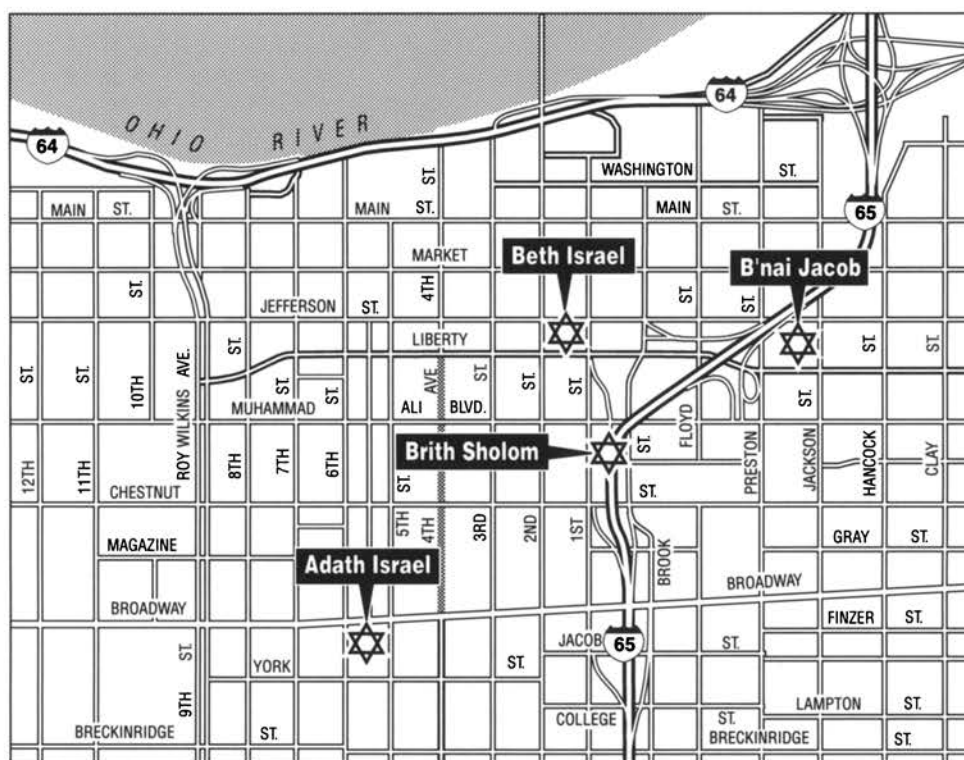 64
OHIO RIVER
WASHINGTON ST.
64
ST.
65
MAIN ST.
MAIN ST.
MAIN ST.
MARKET
Beth Israel
B'nai Jacob
ST.
4TH
ST.
ST.
JEFFERSON ST.
LIBERTY
ST.
AVE.
ST.
ST.
ST.
ST.
10TH
ST.
ST.
AVE.
ST.
ST.
ST.
ST.
MUHAMMAD ALI BLVD.
ROY WILKINS
Brith Sholom
ST.
FLOYD
PRESTON
JACKSON
HANCOCK
CLAY
12TH
11TH
8TH
7TH
6TH
ST.
CHESTNUT ST.
5TH
4TH
3RD
2ND
1ST
MAGAZINE
GRAY ST.
Adath Israel
BROOK
BROADWAY
BROADWAY
FINZER ST.
ST.
YORK ST.
JACOB ST.
65
9TH
LAMPTON ST.
BRECKINRIDGE ST.
COLLEGE ST.
BRECKINRIDGE ST.